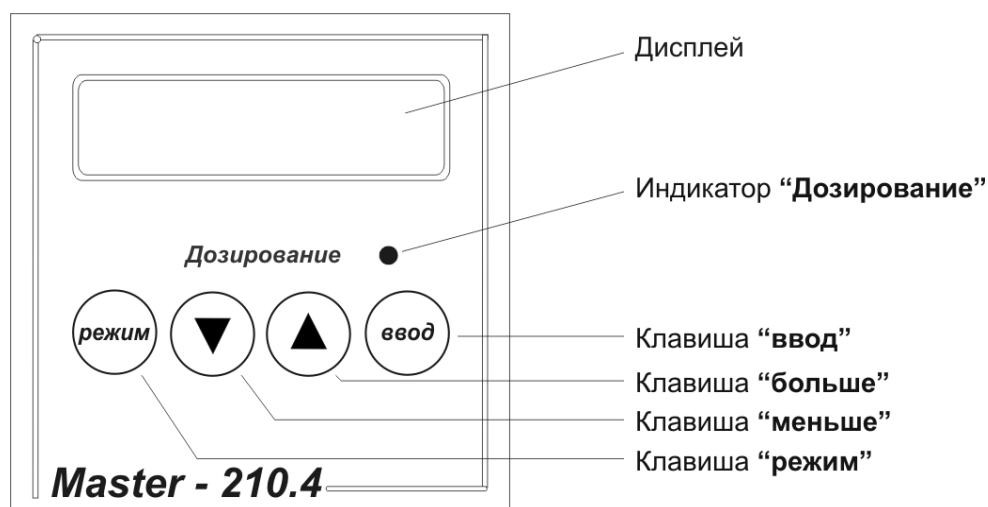 Дисплей
Индикатор “Дозирование”
Дозирование
режим
ввод
Клавиша “ввод”
Клавиша “больше”
Клавиша “меньше”
Клавиша “режим”
Master - 210.4